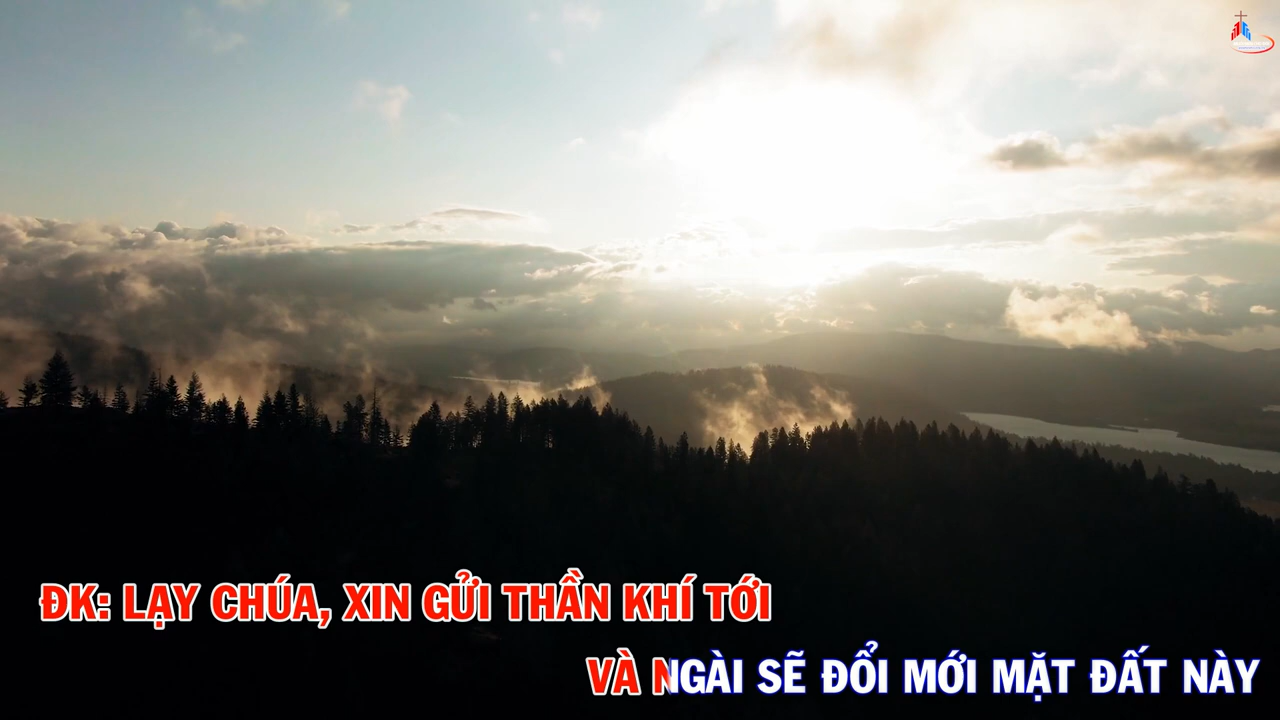 ĐK: LẠY CHÚA, XIN GỬI THẦN KHÍ TỚI
VÀ NGÀI SẼ ĐỔI MỚI MẶT ĐẤT NÀY